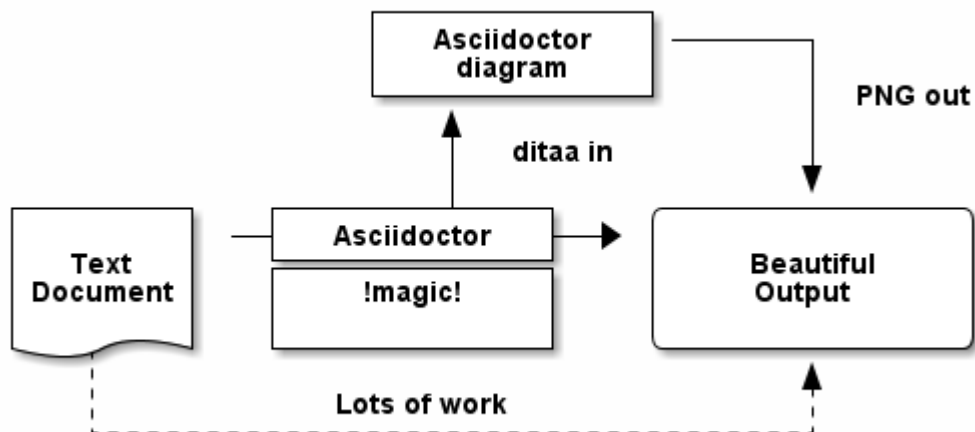 Asciidoctor
diagram
PNG out
ditaa in
Text
Document
Asciidoctor
!magic!
Beautiful
Output
Lots of work